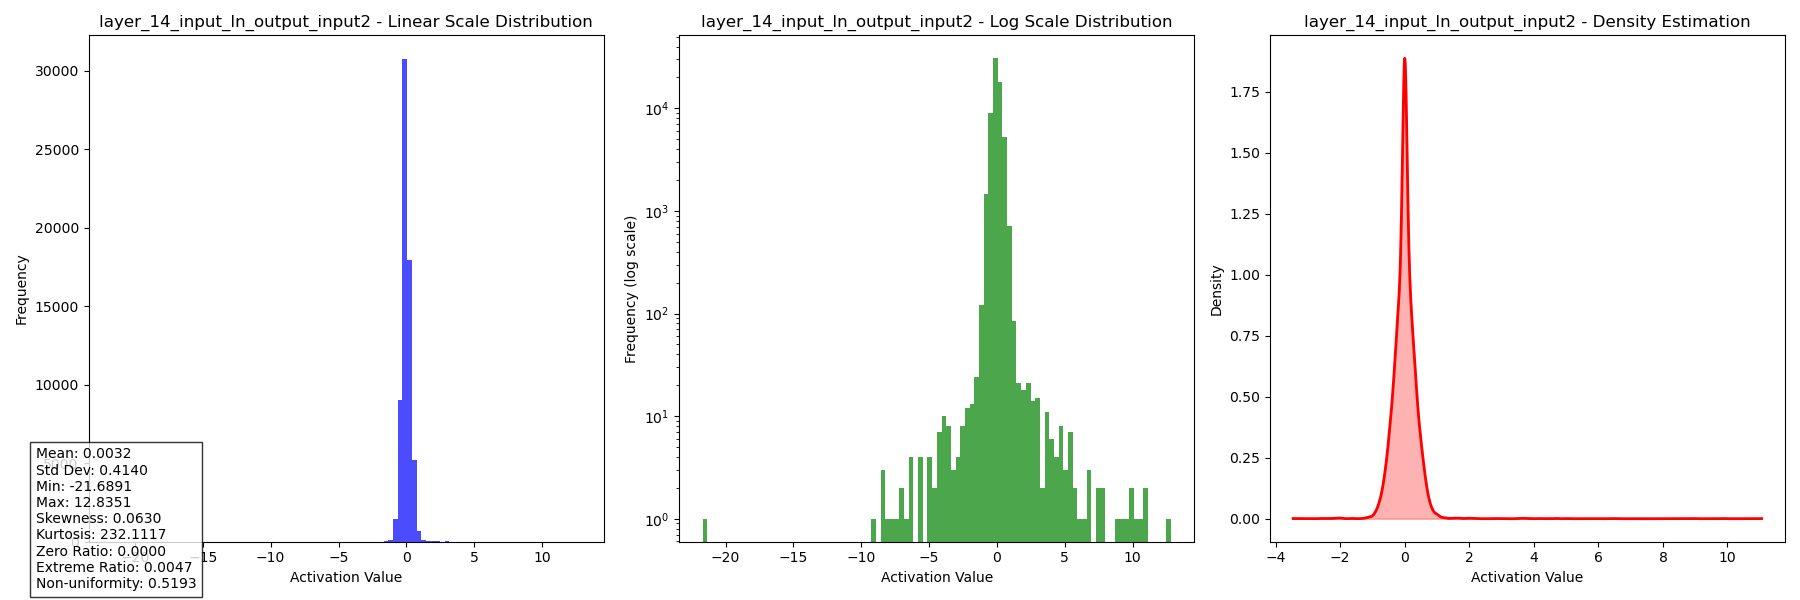 layer_14_input_ln_output_input2 - Linear Scale Distribution
Frequency
30000
25000
20000
15000
10000
5000
0
−20
−15
−10
−5
0
5
10
Activation Value
Mean: 0.0032
Std Dev: 0.4140
Min: -21.6891
Max: 12.8351
Skewness: 0.0630
Kurtosis: 232.1117
Zero Ratio: 0.0000
Extreme Ratio: 0.0047
Non-uniformity: 0.5193
layer_14_input_ln_output_input2 - Log Scale Distribution
Frequency (log scale)
10⁴
10³
10²
10¹
10⁰
−20
−15
−10
−5
0
5
10
Activation Value
layer_14_input_ln_output_input2 - Density Estimation
Density
1.75
1.50
1.25
1.00
0.75
0.50
0.25
0.00
−4
−2
0
2
4
6
8
10
Activation Value